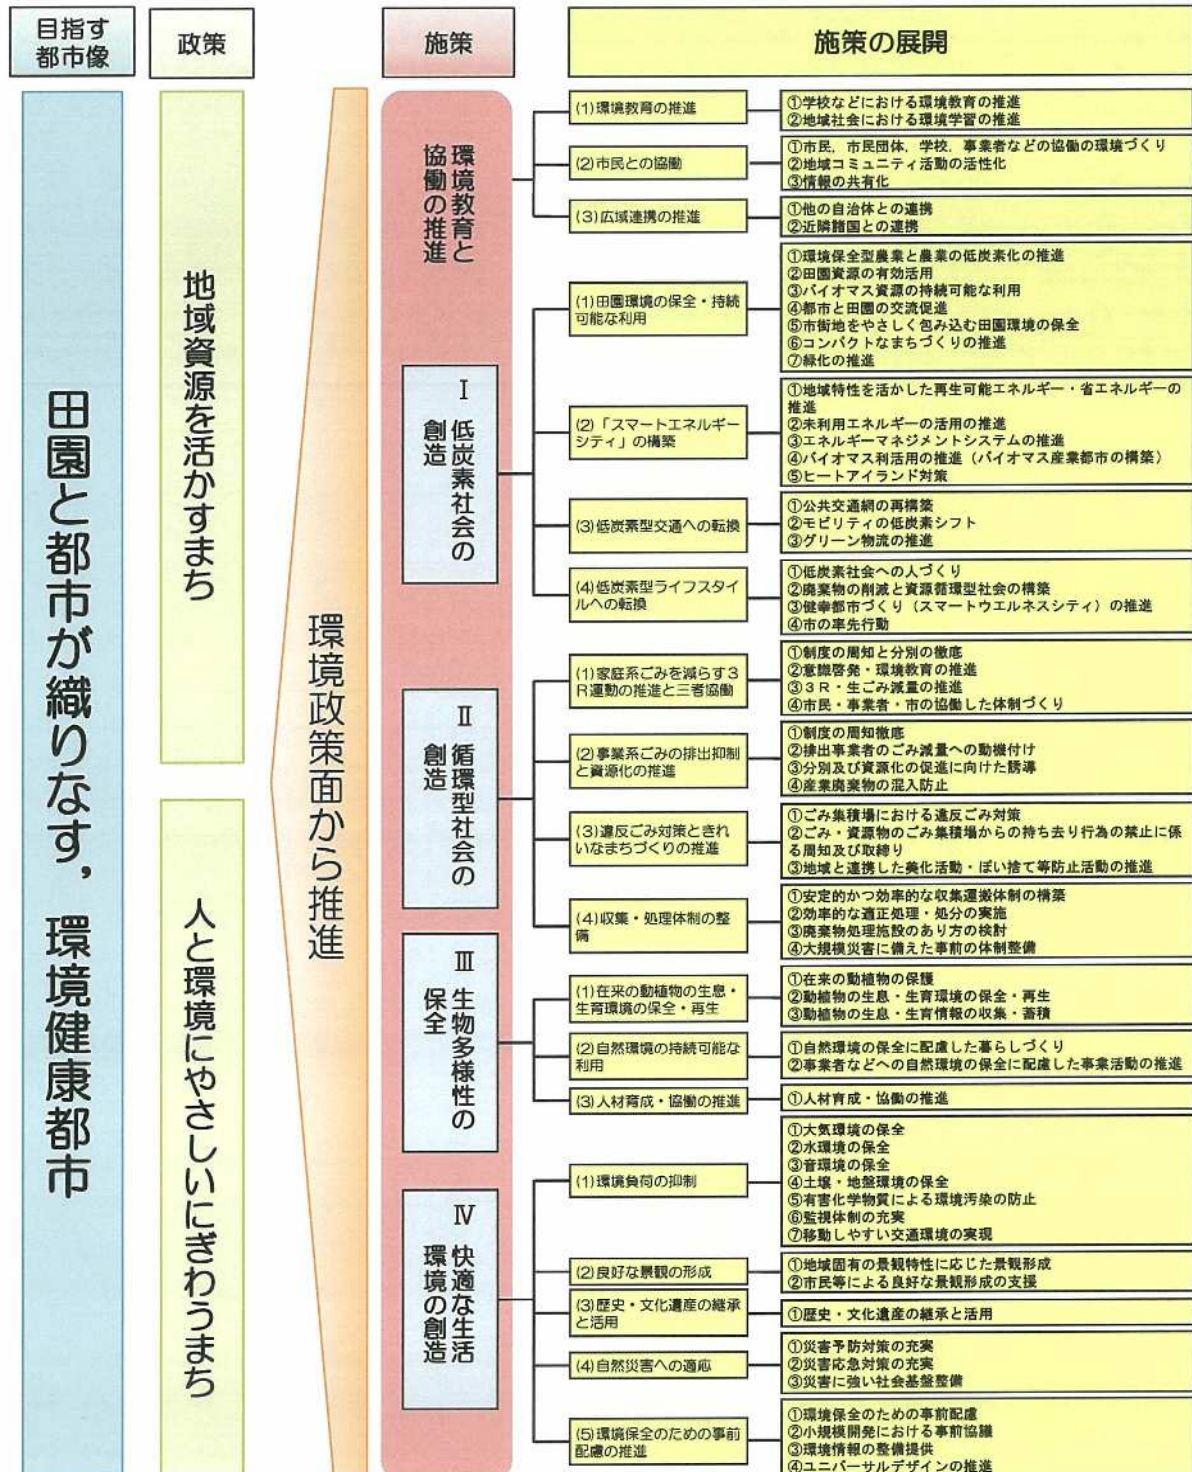 目指す
都市像
政策
施策
施策の展開
田園と都市が織りなす，環境健康都市
地域資源を活かすまち
人と環境にやさしいにぎわうまち
環境政策面から推進
環境教育と
協働の推進
(1)環境教育の推進
①学校などにおける環境教育の推進
②地域社会における環境学習の推進
(2)市民との協働
①市民，市民団体，学校，事業者などの協働の環境づくり
②地域コミュニティ活動の活性化
③情報の共有化
(3)広域連携の推進
①他の自治体との連携
②近隣諸国との連携
Ⅰ 低炭素社会の
創造
(1)田園環境の保全・持続
可能な利用
①環境保全型農業と農業の低炭素化の推進
②田園資源の有効活用
③バイオマス資源の持続可能な利用
④都市と田園の交流促進
⑤市街地をやさしく包み込む田園環境の保全
⑥コンパクトなまちづくりの推進
⑦緑化の推進
(2)「スマートエネルギー
シティ」の構築
①地域特性を活かした再生可能エネルギー・省エネルギーの
推進
②未利用エネルギーの活用の推進
③エネルギーマネジメントシステムの推進
④バイオマス利活用の推進（バイオマス産業都市の構築）
⑤ヒートアイランド対策
(3)低炭素型交通への転換
①公共交通網の再構築
②モビリティの低炭素シフト
③グリーン物流の推進
(4)低炭素型ライフスタイ
ルへの転換
①低炭素社会への人づくり
②廃棄物の削減と資源循環型社会の構築
③健幸都市づくり（スマートウエルネスシティ）の推進
④市の率先行動
Ⅱ 循環型社会の
創造
(1)家庭系ごみを減らす３
Ｒ運動の推進と三者協働
①制度の周知と分別の徹底
②意識啓発・環境教育の推進
③３Ｒ・生ごみ減量の推進
④市民・事業者・市の協働した体制づくり
(2)事業系ごみの排出抑制
と資源化の推進
①制度の周知徹底
②排出事業者のごみ減量への動機付け
③分別及び資源化の促進に向けた誘導
④産業廃棄物の混入防止
(3)違反ごみ対策ときれ
いなまちづくりの推進
①ごみ集積場における違反ごみ対策
②ごみ・資源物のごみ集積場からの持ち去り行為の禁止に係
る周知及び取締り
③地域と連携した美化活動・ぽい捨て等防止活動の推進
(4)収集・処理体制の整
備
①安定的かつ効率的な収集運搬体制の構築
②効率的な適正処理・処分の実施
③廃棄物処理施設のあり方の検討
④大規模災害に備えた事前の体制整備
Ⅲ 生物多様性の
保全
(1)在来の動植物の生息・
生育環境の保全・再生
①在来の動植物の保護
②動植物の生息・生育環境の保全・再生
③動植物の生息・生育情報の収集・蓄積
(2)自然環境の持続可能な
利用
①自然環境の保全に配慮した暮らしづくり
②事業者などへの自然環境の保全に配慮した事業活動の推進
(3)人材育成・協働の推進
①人材育成・協働の推進
Ⅳ 快適な生活
環境の創造
(1)環境負荷の抑制
①大気環境の保全
②水環境の保全
③音環境の保全
④土壌・地盤環境の保全
⑤有害化学物質による環境汚染の防止
⑥監視体制の充実
⑦移動しやすい交通環境の実現
(2)良好な景観の形成
①地域固有の景観特性に応じた景観形成
②市民等による良好な景観形成の支援
(3)歴史・文化遺産の継承
と活用
①歴史・文化遺産の継承と活用
(4)自然災害への適応
①災害予防対策の充実
②災害応急対策の充実
③災害に強い社会基盤整備
(5)環境保全のための事前
配慮の推進
①環境保全のための事前配慮
②小規模開発における事前協議
③環境情報の整備提供
④ユニバーサルデザインの推進